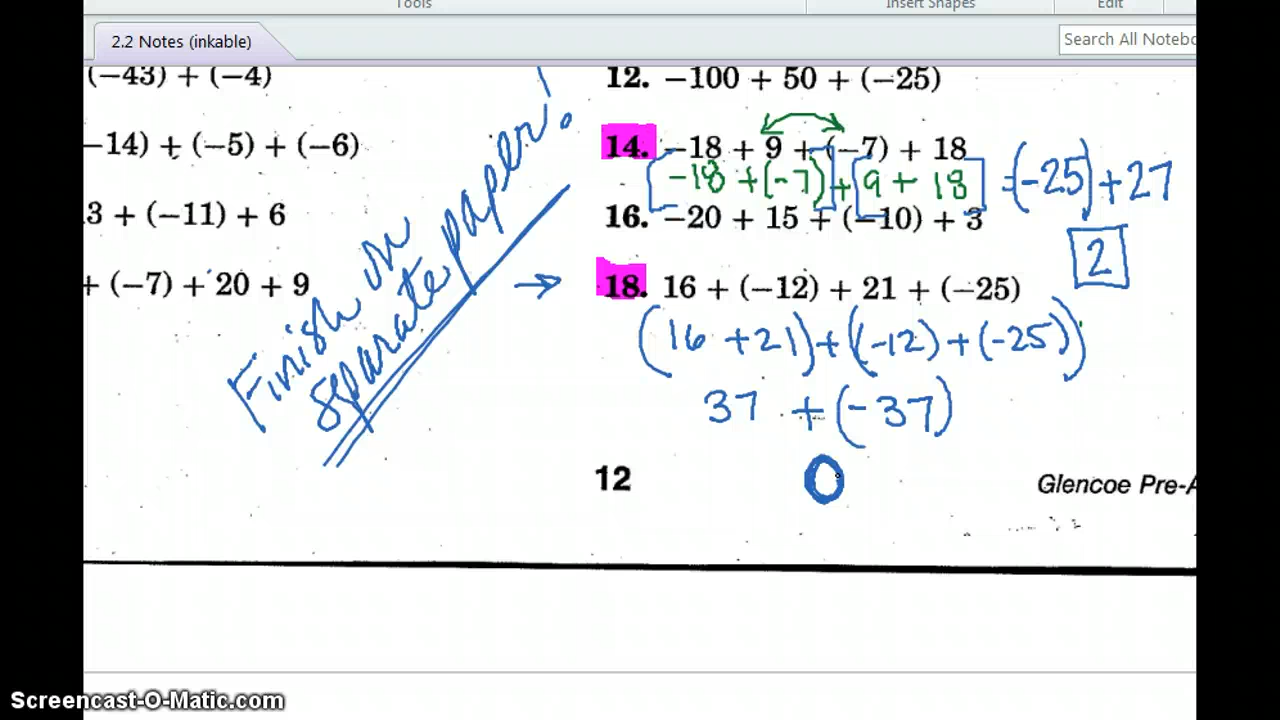 Tools Insert Shapes Edit
2.2 Notes (inkable)
Search All Notebo
(−43) + (−4)
−14) + (−5) + (−6)
3 + (−11) + 6
+ (−7) + 20 + 9
Finish on
separate paper!
12. −100 + 50 + (−25)
14. −18 + 9 + (−7) + 18
[-18 + (-7)] + [9 + 18] = (-25) + 27
2
16. −20 + 15 + (−10) + 3
→ 18. 16 + (−12) + 21 + (−25)
(16 + 21) + ((-12) + (-25))
37 + (-37)
0
12
Glencoe Pre-A
Screencast-O-Matic.com